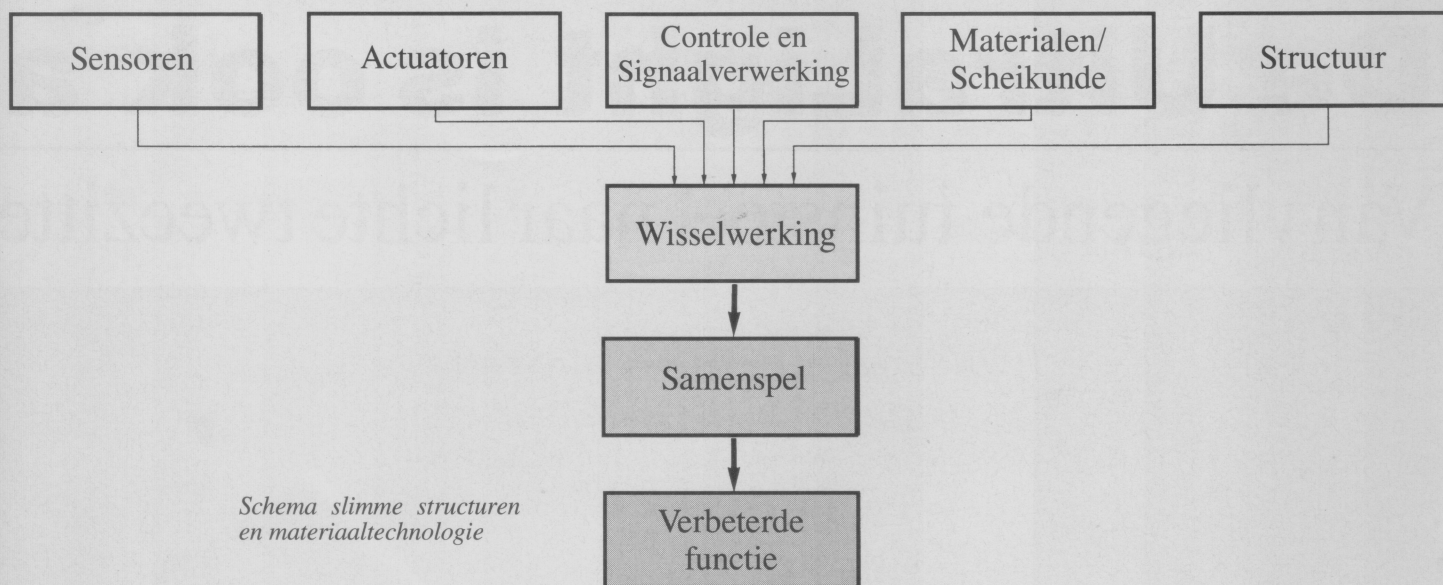 Sensoren
Actuatoren
Controle en
Signaalverwerking
Materialen/
Scheikunde
Structuur
Wisselwerking
Samenspel
Verbeterde
functie
Schema slimme structuren
en materiaaltechnologie